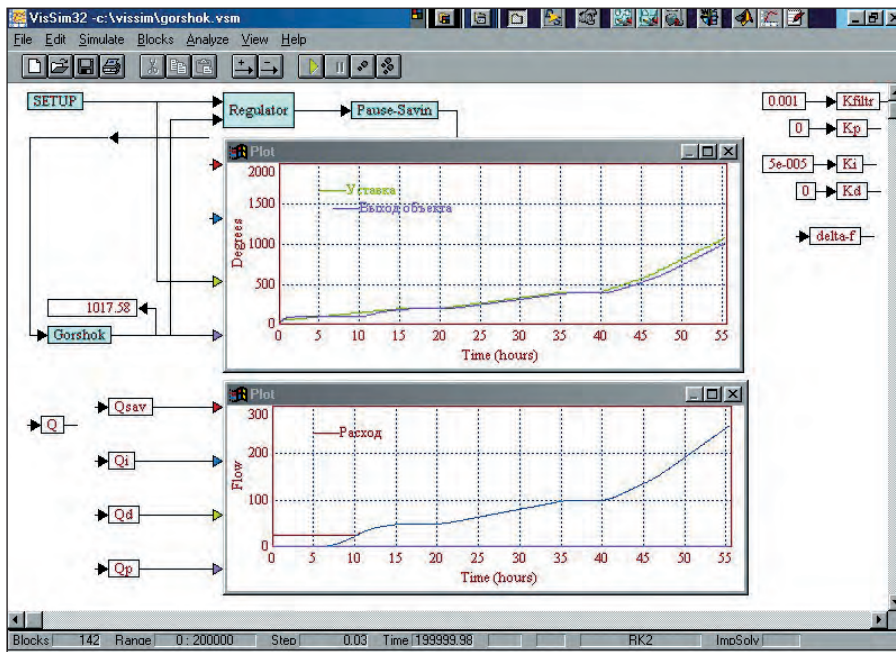 VisSim32 -c:\vissim\gorshok.vsm
File Edit Simulate Blocks Analyze View Help
SETUP
Regulator
Pause-Savin
0.001
Kfiltr
0
Kp
5e-005
Ki
0
Kd
delta-f
Plot
2000
1500
1000
500
0
Degrees
Уставка
Выход объекта
0 5 10 15 20 25 30 35 40 45 50 55
Time (hours)
1017.58
Gorshok
Plot
300
200
100
0
Flow
Расход
0 5 10 15 20 25 30 35 40 45 50 55
Time (hours)
Q
Qsav
Qi
Qd
Qp
Blocks 142 Range 0 : 200000 Step 0.03 Time 199999.98 RK2 ImpSolv